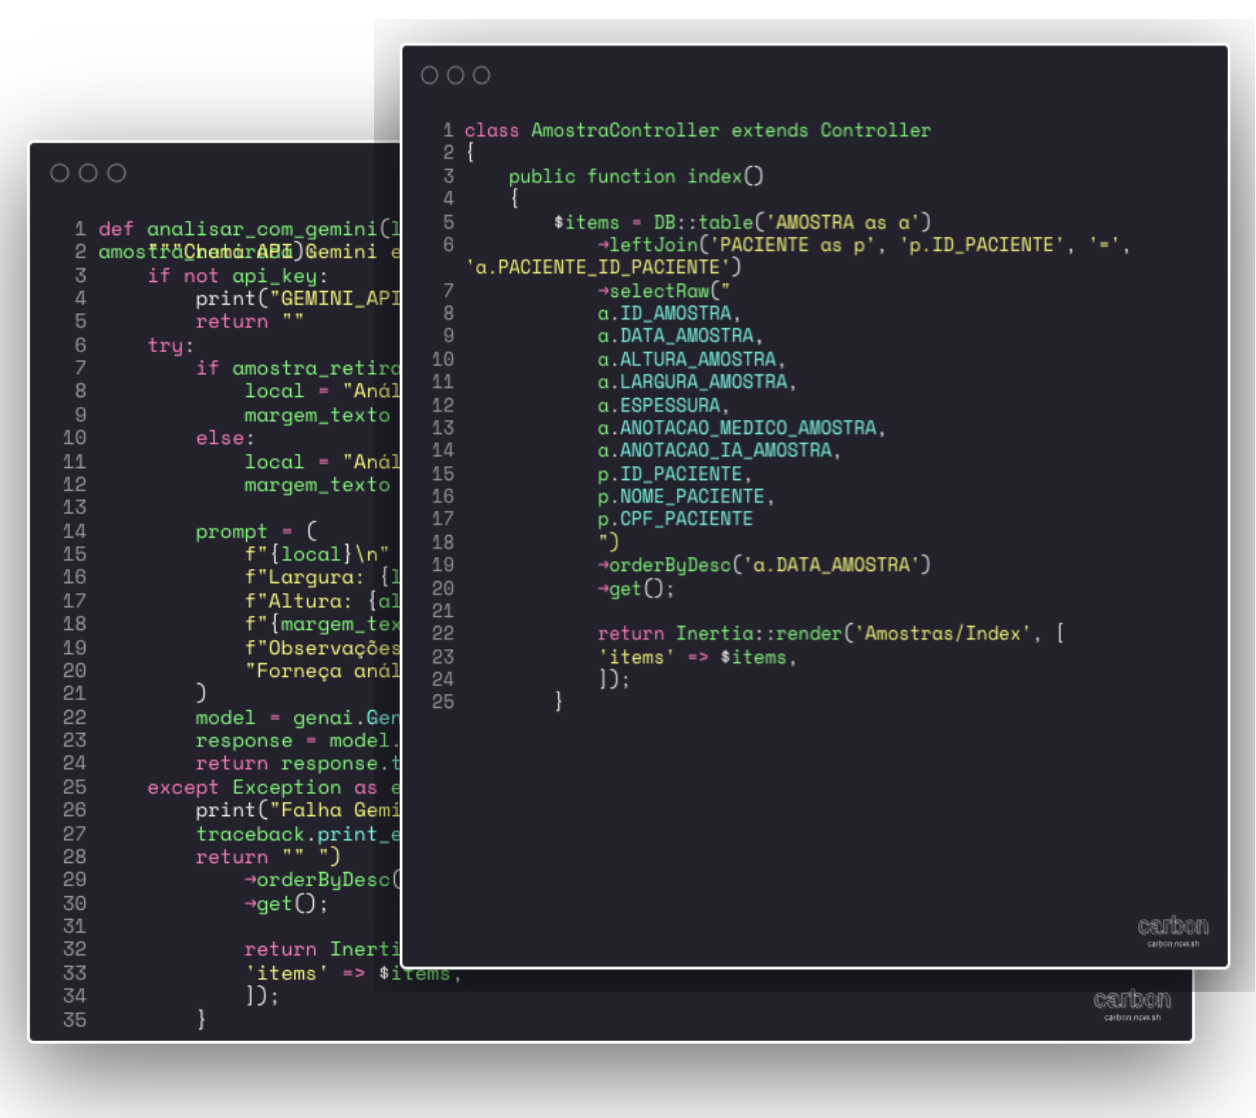 1 class AmostraController extends Controller
2 {
3 public function index()
4 {
5 $items = DB::table('AMOSTRA as a')
6 →leftJoin('PACIENTE as p', 'p.ID_PACIENTE', '=',
'a.PACIENTE_ID_PACIENTE')
7 →selectRaw("
8 a.ID_AMOSTRA,
9 a.DATA_AMOSTRA,
10 a.ALTURA_AMOSTRA,
11 a.LARGURA_AMOSTRA,
12 a.ESPESSURA,
13 a.ANOTACAO_MEDICO_AMOSTRA,
14 a.ANOTACAO_IA_AMOSTRA,
15 p.ID_PACIENTE,
16 p.NOME_PACIENTE,
17 p.CPF_PACIENTE
18 ")
19 →orderByDesc('a.DATA_AMOSTRA')
20 →get();
21
22 return Inertia::render('Amostras/Index', [
23 'items' => $items,
24 ]);
25 }
carbon
carbon.now.sh
1 def analisar_com_gemini(
2 """Chama API Gemini
3 if not api_key:
4 print("GEMINI_API
5 return ""
6 try:
7 if amostra_retira
8 local = "Anál
9 margem_texto
10 else:
11 local = "Anál
12 margem_texto
13
14 prompt = (
15 f"{local}\n"
16 f"Largura: {l
17 f"Altura: {al
18 f"{margem_tex
19 f"Observações
20 "Forneça anál
21 )
22 model = genai.Gen
23 response = model.
24 return response.t
25 except Exception as e
26 print("Falha Gemi
27 traceback.print_e
28 return "" ")
29 →orderByDesc(
30 →get();
31
32 return Inerti
33 'items' => $items,
34 ]);
35 }
carbon
carbon.now.sh